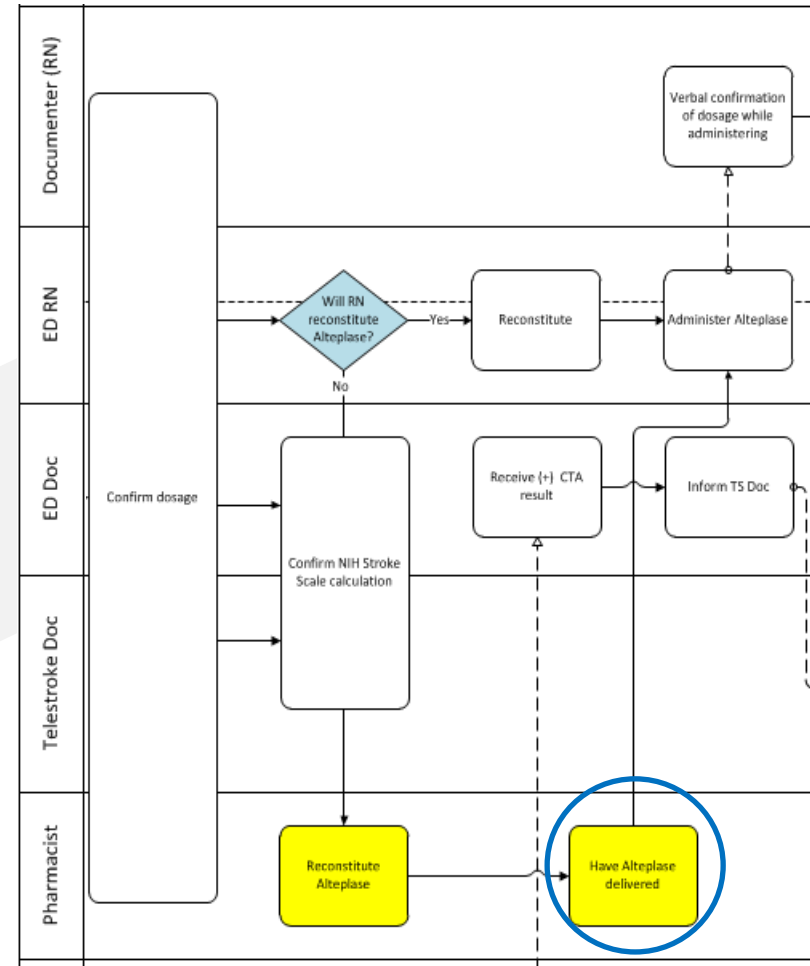 Documenter (RN)
Verbal confirmation
of dosage while
administering
ED RN
Will RN
reconstitute
Alteplase?
Yes
Reconstitute
Administer Alteplase
No
ED Doc
Confirm dosage
Receive (+) CTA
result
Inform TS Doc
Confirm NIH Stroke
Scale calculation
Telestroke Doc
Pharmacist
Reconstitute
Alteplase
Have Alteplase
delivered